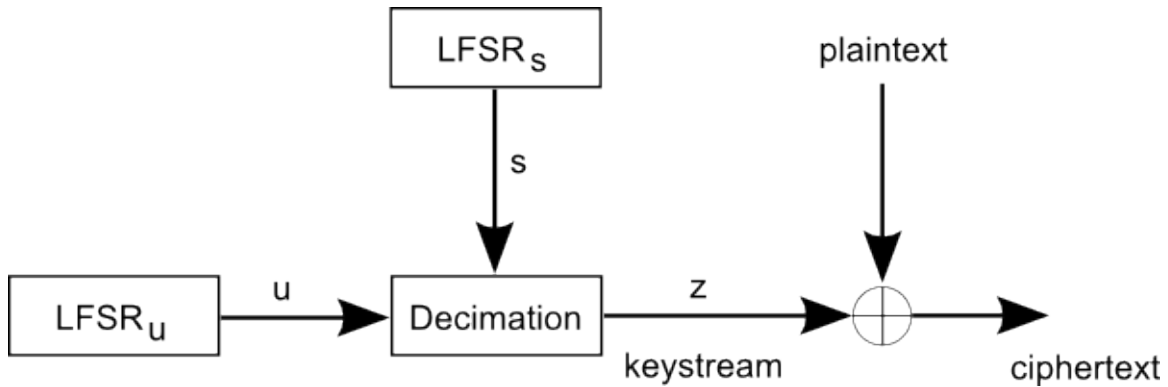 LFSRs
plaintext
s
LFSRu
u
Decimation
z
keystream
ciphertext